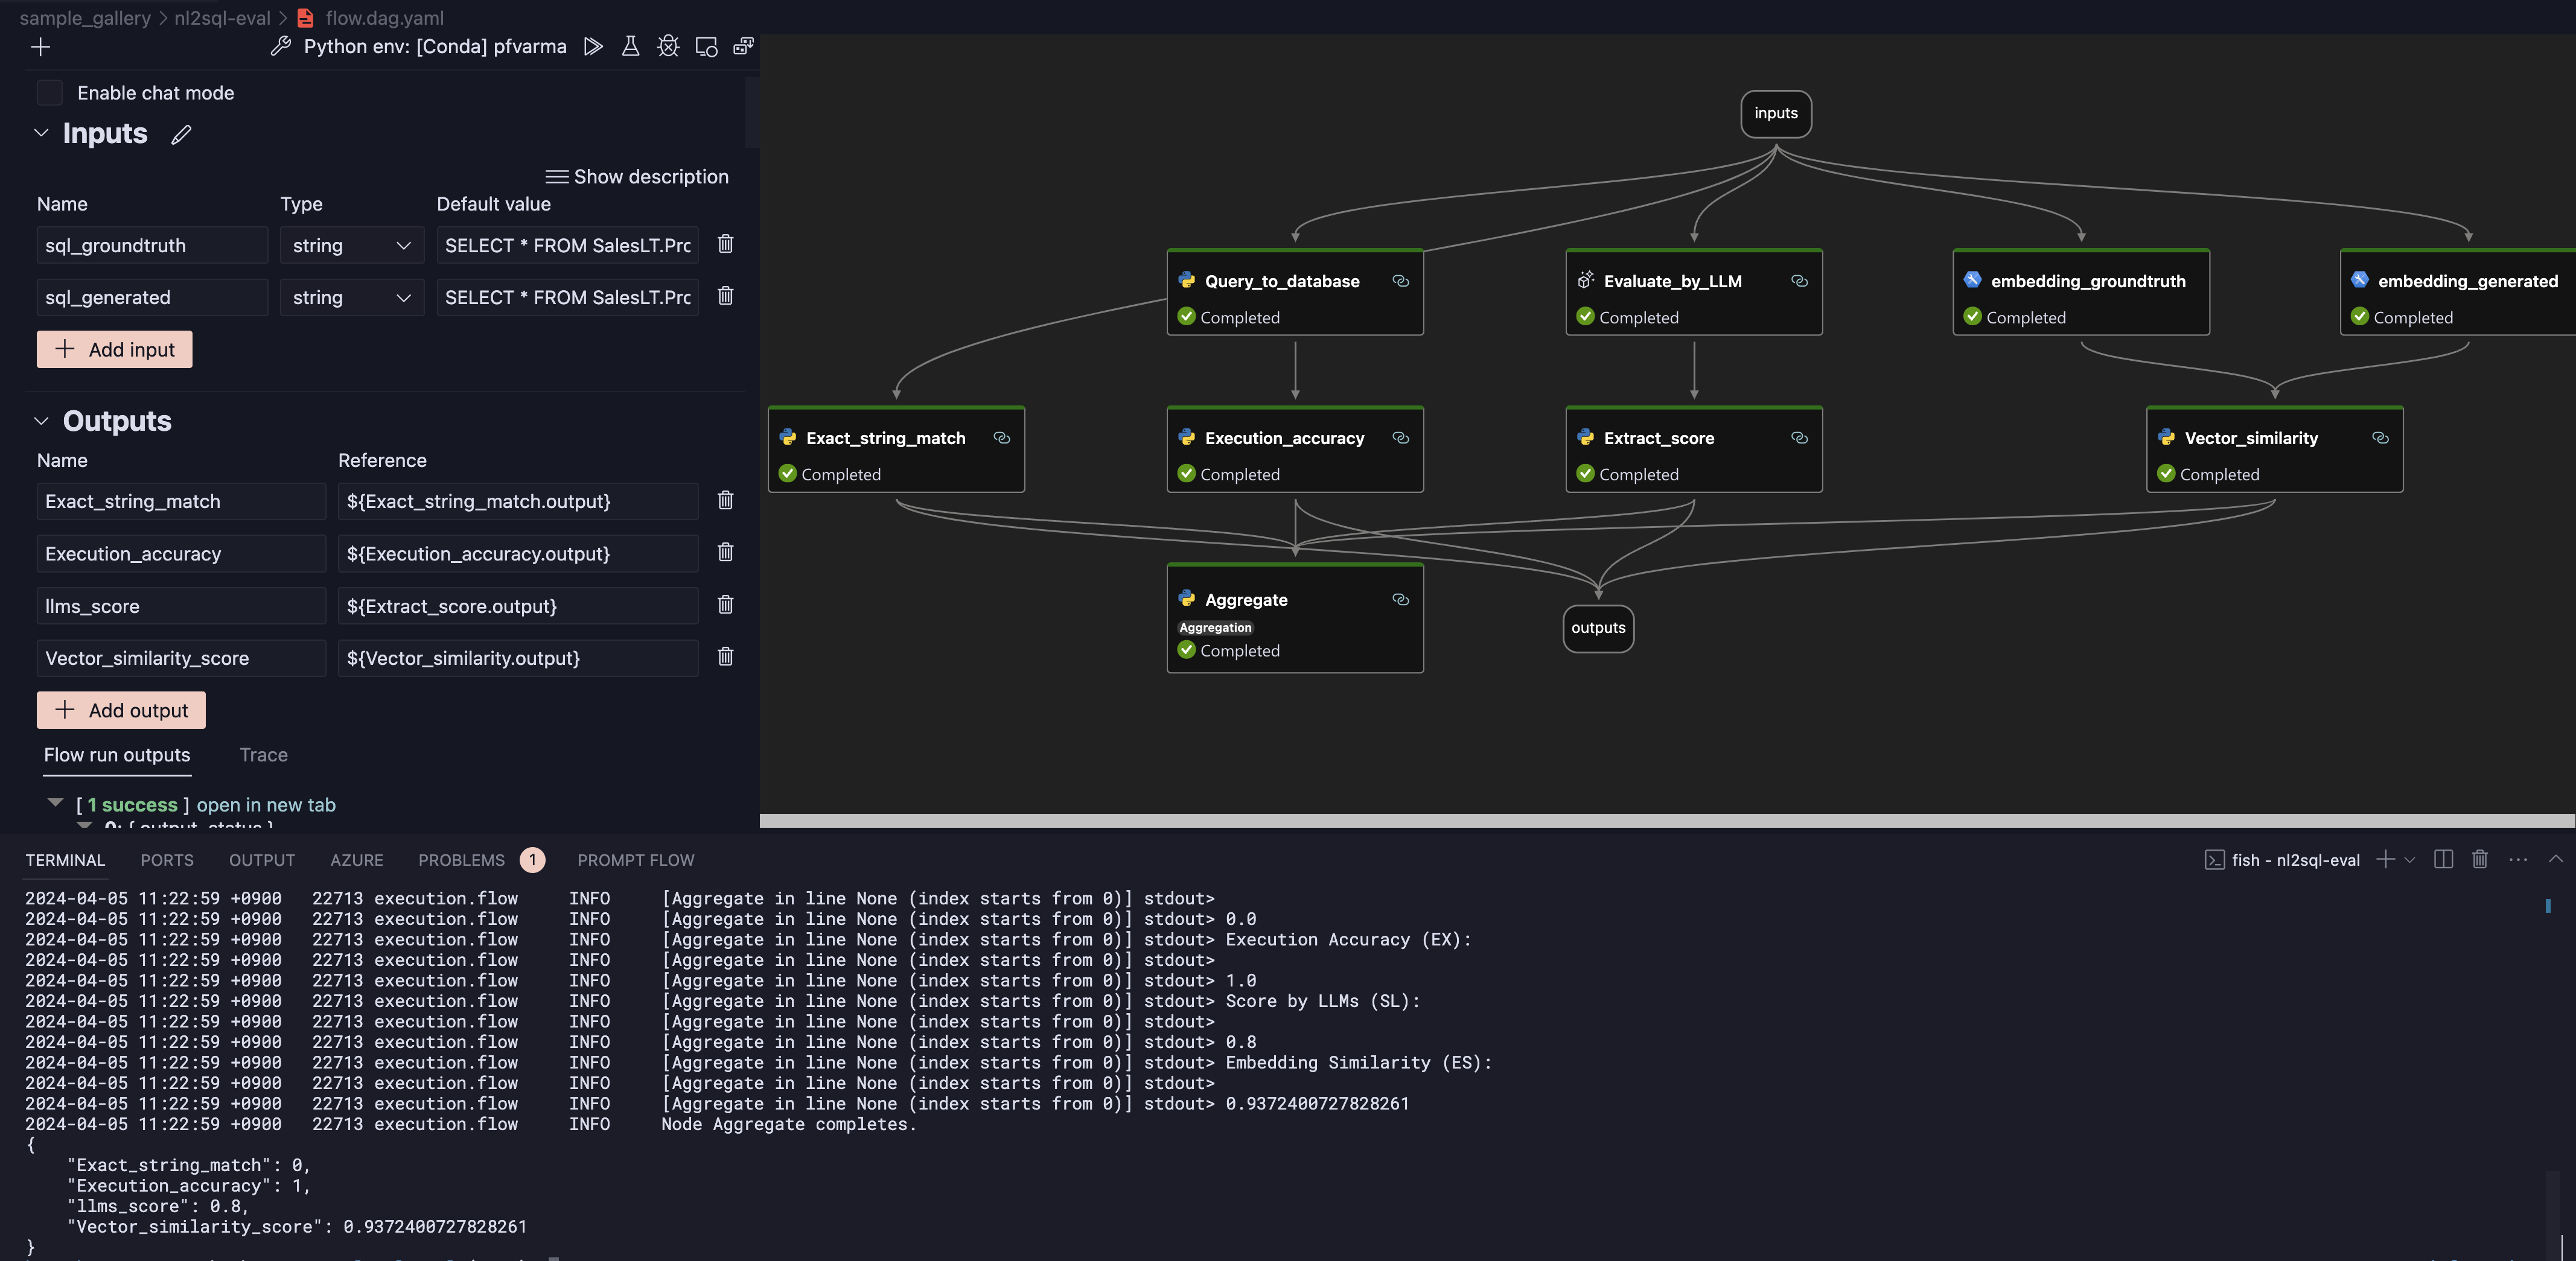 sample_gallery > nl2sql-eval > flow.dag.yaml
Python env: [Conda] pfvarma
Enable chat mode
Inputs
Show description
Name Type Default value
sql_groundtruth string SELECT * FROM SalesLT.Prc
sql_generated string SELECT * FROM SalesLT.Prc
+ Add input
Outputs
Name Reference
Exact_string_match ${Exact_string_match.output}
Execution_accuracy ${Execution_accuracy.output}
llms_score ${Extract_score.output}
Vector_similarity_score ${Vector_similarity.output}
+ Add output
Flow run outputs Trace
[ 1 success ] open in new tab
0: { output, status }
inputs
Query_to_database
Completed
Evaluate_by_LLM
Completed
embedding_groundtruth
Completed
embedding_generated
Completed
Exact_string_match
Completed
Execution_accuracy
Completed
Extract_score
Completed
Vector_similarity
Completed
Aggregate
Aggregation
Completed
outputs
TERMINAL PORTS OUTPUT AZURE PROBLEMS 1 PROMPT FLOW
fish - nl2sql-eval
2024-04-05 11:22:59 +0900 22713 execution.flow INFO [Aggregate in line None (index starts from 0)] stdout>
2024-04-05 11:22:59 +0900 22713 execution.flow INFO [Aggregate in line None (index starts from 0)] stdout> 0.0
2024-04-05 11:22:59 +0900 22713 execution.flow INFO [Aggregate in line None (index starts from 0)] stdout> Execution Accuracy (EX):
2024-04-05 11:22:59 +0900 22713 execution.flow INFO [Aggregate in line None (index starts from 0)] stdout>
2024-04-05 11:22:59 +0900 22713 execution.flow INFO [Aggregate in line None (index starts from 0)] stdout> 1.0
2024-04-05 11:22:59 +0900 22713 execution.flow INFO [Aggregate in line None (index starts from 0)] stdout> Score by LLMs (SL):
2024-04-05 11:22:59 +0900 22713 execution.flow INFO [Aggregate in line None (index starts from 0)] stdout>
2024-04-05 11:22:59 +0900 22713 execution.flow INFO [Aggregate in line None (index starts from 0)] stdout> 0.8
2024-04-05 11:22:59 +0900 22713 execution.flow INFO [Aggregate in line None (index starts from 0)] stdout> Embedding Similarity (ES):
2024-04-05 11:22:59 +0900 22713 execution.flow INFO [Aggregate in line None (index starts from 0)] stdout>
2024-04-05 11:22:59 +0900 22713 execution.flow INFO [Aggregate in line None (index starts from 0)] stdout> 0.9372400727828261
2024-04-05 11:22:59 +0900 22713 execution.flow INFO Node Aggregate completes.
{
"Exact_string_match": 0,
"Execution_accuracy": 1,
"llms_score": 0.8,
"Vector_similarity_score": 0.9372400727828261
}